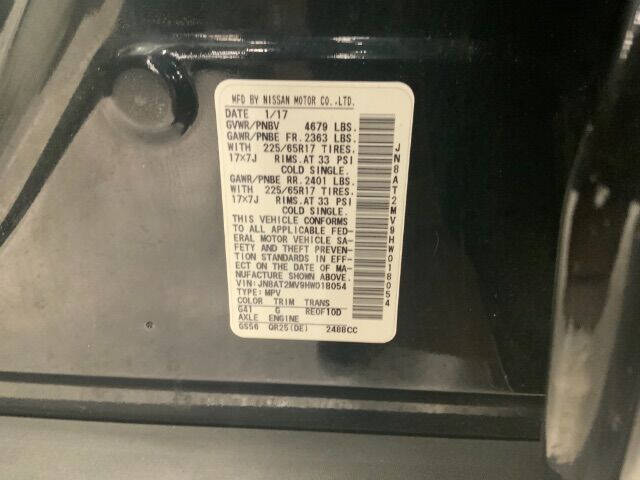 MFD BY NISSAN MOTOR CO.,LTD.
DATE 1/17
GVWR/PNBV 4679 LBS.
GAWR/PNBE FR. 2363 LBS.
WITH 225/65R17 TIRES.
17X7J RIMS. AT 33 PSI
COLD SINGLE.
GAWR/PNBE RR. 2401 LBS.
WITH 225/65R17 TIRES.
17X7J RIMS. AT 33 PSI
COLD SINGLE.
THIS VEHICLE CONFORMS
TO ALL APPLICABLE FED-
ERAL MOTOR VEHICLE SA-
FETY AND THEFT PREVEN-
TION STANDARDS IN EFF-
ECT ON THE DATE OF MA-
NUFACTURE SHOWN ABOVE.
VIN: JN8AT2MV9HW018054
TYPE: MPV
COLOR TRIM TRANS
G41 G RE0F10D
AXLE ENGINE
GS56 QR25(DE) 2488CC
JN8AT2MV9HW018054